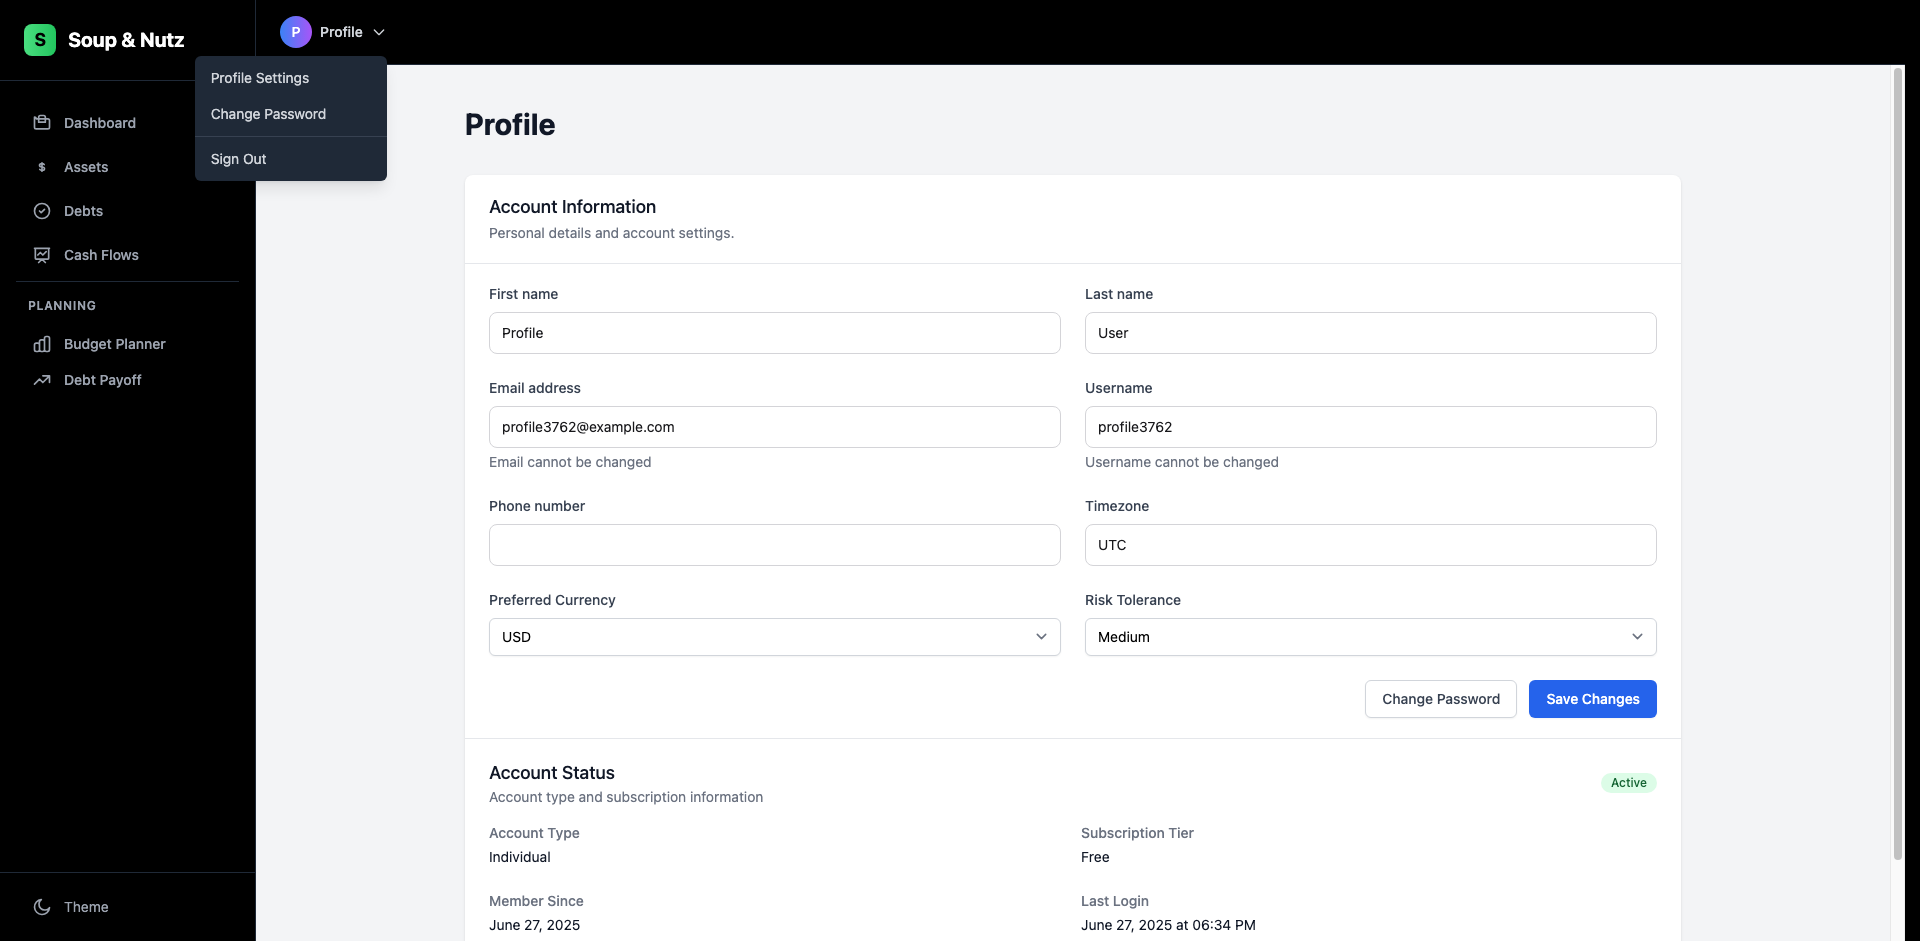 S Soup & Nutz
P Profile
Profile Settings
Change Password
Sign Out
Dashboard
$ Assets
Debts
Cash Flows
PLANNING
Budget Planner
Debt Payoff
Theme
Profile
Account Information
Personal details and account settings.
First name
Profile
Last name
User
Email address
profile3762@example.com
Email cannot be changed
Username
profile3762
Username cannot be changed
Phone number
Timezone
UTC
Preferred Currency
USD
Risk Tolerance
Medium
Change Password
Save Changes
Account Status
Account type and subscription information
Active
Account Type
Individual
Subscription Tier
Free
Member Since
June 27, 2025
Last Login
June 27, 2025 at 06:34 PM